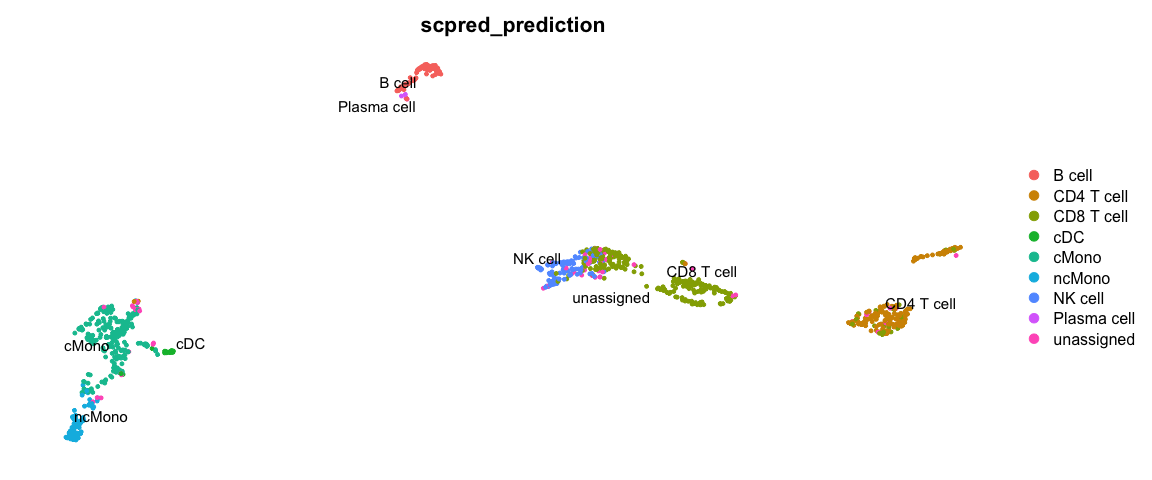 scpred_prediction
B cell
Plasma cell
NK cell
CD8 T cell
unassigned
CD4 T cell
cMono
cDC
ncMono
B cell
CD4 T cell
CD8 T cell
cDC
cMono
ncMono
NK cell
Plasma cell
unassigned